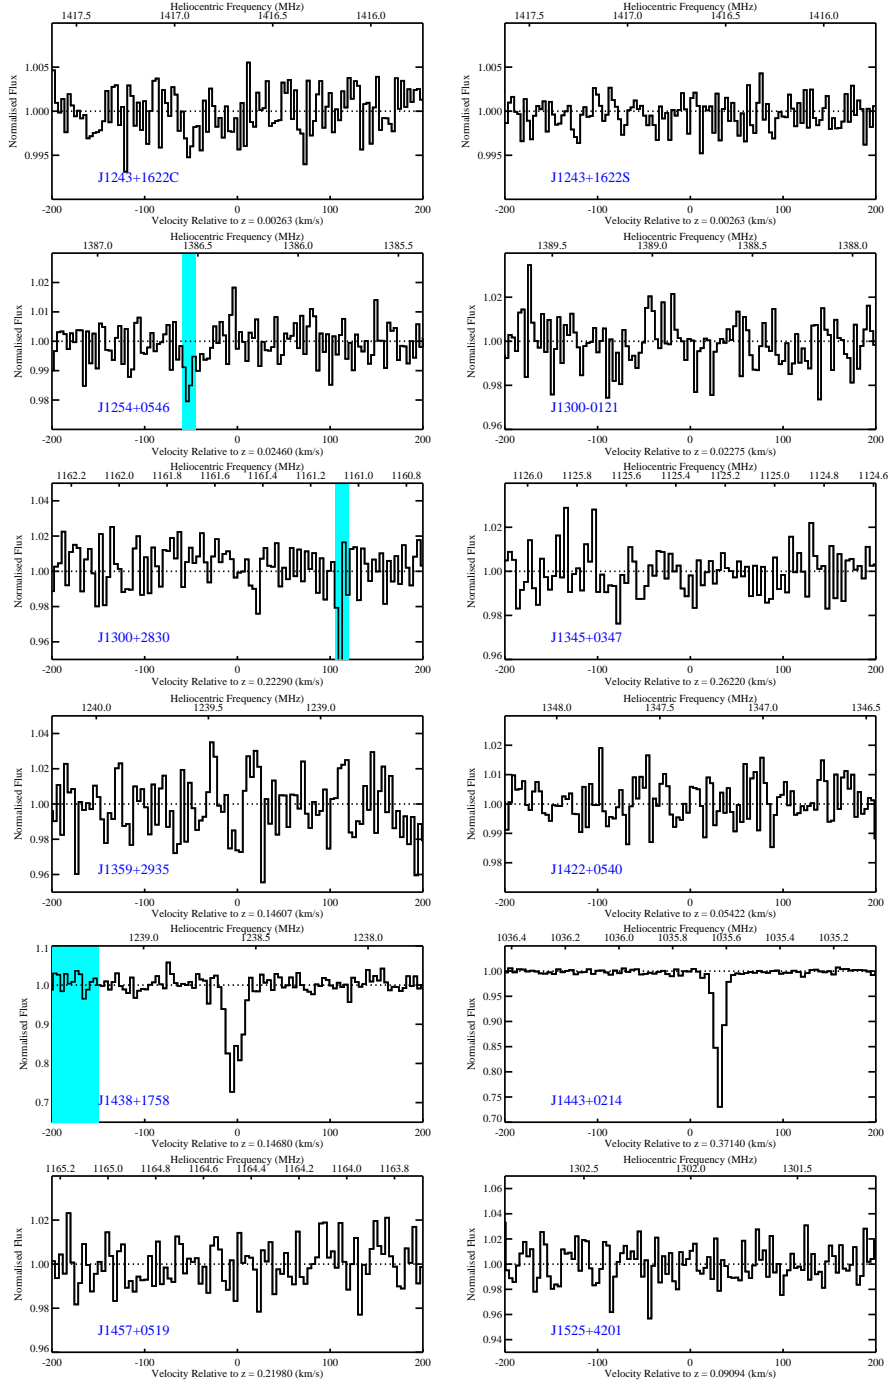 Heliocentric Frequency (MHz)
1417.5 1417.0 1416.5 1416.0
Normalised Flux
1.005
1.000
0.995
J1243+1622C
-200 -100 0 100 200
Velocity Relative to z = 0.00263 (km/s)
Heliocentric Frequency (MHz)
1417.5 1417.0 1416.5 1416.0
Normalised Flux
1.005
1.000
0.995
J1243+1622S
-200 -100 0 100 200
Velocity Relative to z = 0.00263 (km/s)
Heliocentric Frequency (MHz)
1387.0 1386.5 1386.0 1385.5
Normalised Flux
1.02
1.01
1.00
0.99
0.98
J1254+0546
-200 -100 0 100 200
Velocity Relative to z = 0.02460 (km/s)
Heliocentric Frequency (MHz)
1389.5 1389.0 1388.5 1388.0
Normalised Flux
1.02
1.00
0.98
0.96
J1300-0121
-200 -100 0 100 200
Velocity Relative to z = 0.02275 (km/s)
Heliocentric Frequency (MHz)
1162.2 1162.0 1161.8 1161.6 1161.4 1161.2 1161.0 1160.8
Normalised Flux
1.04
1.02
1.00
0.98
0.96
J1300+2830
-200 -100 0 100 200
Velocity Relative to z = 0.22290 (km/s)
Heliocentric Frequency (MHz)
1126.0 1125.8 1125.6 1125.4 1125.2 1125.0 1124.8 1124.6
Normalised Flux
1.02
1.00
0.98
0.96
J1345+0347
-200 -100 0 100 200
Velocity Relative to z = 0.26220 (km/s)
Heliocentric Frequency (MHz)
1240.0 1239.5 1239.0
Normalised Flux
1.04
1.02
1.00
0.98
0.96
J1359+2935
-200 -100 0 100 200
Velocity Relative to z = 0.14607 (km/s)
Heliocentric Frequency (MHz)
1348.0 1347.5 1347.0 1346.5
Normalised Flux
1.02
1.01
1.00
0.99
0.98
J1422+0540
-200 -100 0 100 200
Velocity Relative to z = 0.05422 (km/s)
Heliocentric Frequency (MHz)
1239.0 1238.5 1238.0
Normalised Flux
1.1
1.0
0.9
0.8
0.7
J1438+1758
-200 -100 0 100 200
Velocity Relative to z = 0.14680 (km/s)
Heliocentric Frequency (MHz)
1036.4 1036.2 1036.0 1035.8 1035.6 1035.4 1035.2
Normalised Flux
1.00
0.95
0.90
0.85
0.80
0.75
0.70
J1443+0214
-200 -100 0 100 200
Velocity Relative to z = 0.37140 (km/s)
Heliocentric Frequency (MHz)
1165.2 1165.0 1164.8 1164.6 1164.4 1164.2 1164.0 1163.8
Normalised Flux
1.02
1.00
0.98
0.96
J1457+0519
-200 -100 0 100 200
Velocity Relative to z = 0.21980 (km/s)
Heliocentric Frequency (MHz)
1302.5 1302.0 1301.5
Normalised Flux
1.06
1.04
1.02
1.00
0.98
0.96
0.94
J1525+4201
-200 -100 0 100 200
Velocity Relative to z = 0.09094 (km/s)